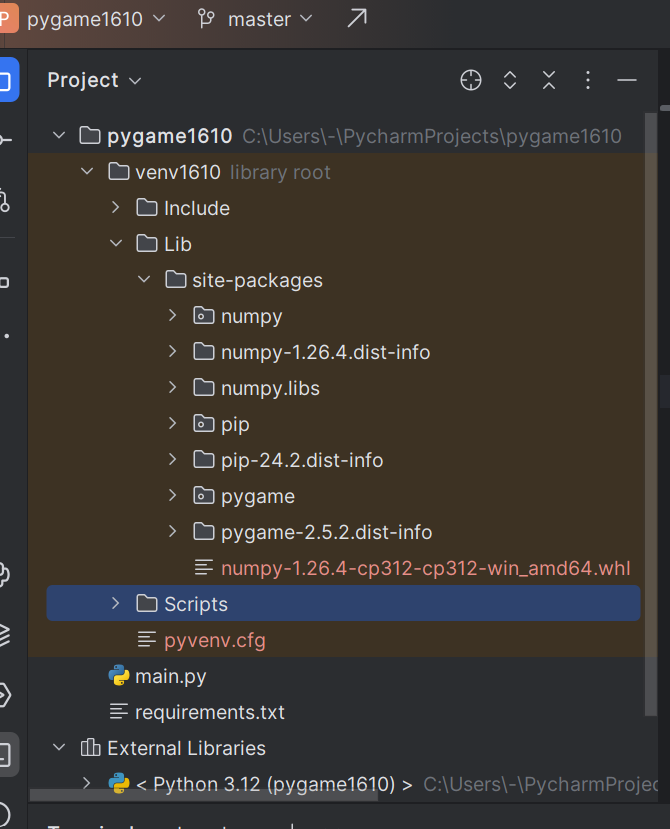 P pygame1610 master
Project
pygame1610 C:\Users\-\PycharmProjects\pygame1610
venv1610 library root
Include
Lib
site-packages
numpy
numpy-1.26.4.dist-info
numpy.libs
pip
pip-24.2.dist-info
pygame
pygame-2.5.2.dist-info
numpy-1.26.4-cp312-cp312-win_amd64.whl
Scripts
pyvenv.cfg
main.py
requirements.txt
External Libraries
< Python 3.12 (pygame1610) > C:\Users\-\PycharmProjec